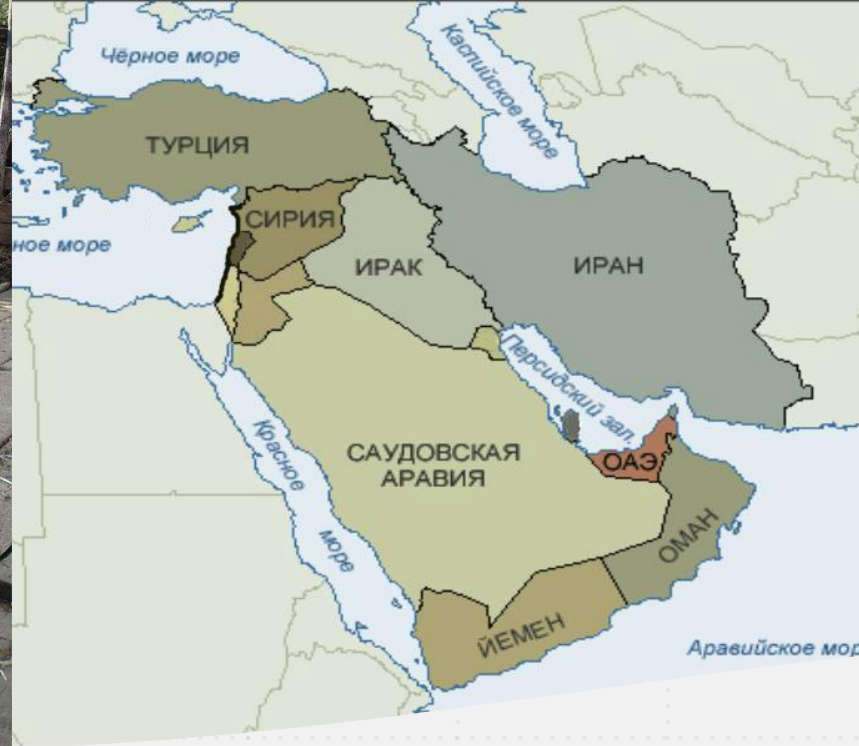 Чёрное море
Каспийское море
ТУРЦИЯ
СИРИЯ
ное море
ИРАК
ИРАН
Персидский зал.
Красное
море
САУДОВСКАЯ
АРАВИЯ
ОАЭ
ОМАН
ЙЕМЕН
Аравийское мор